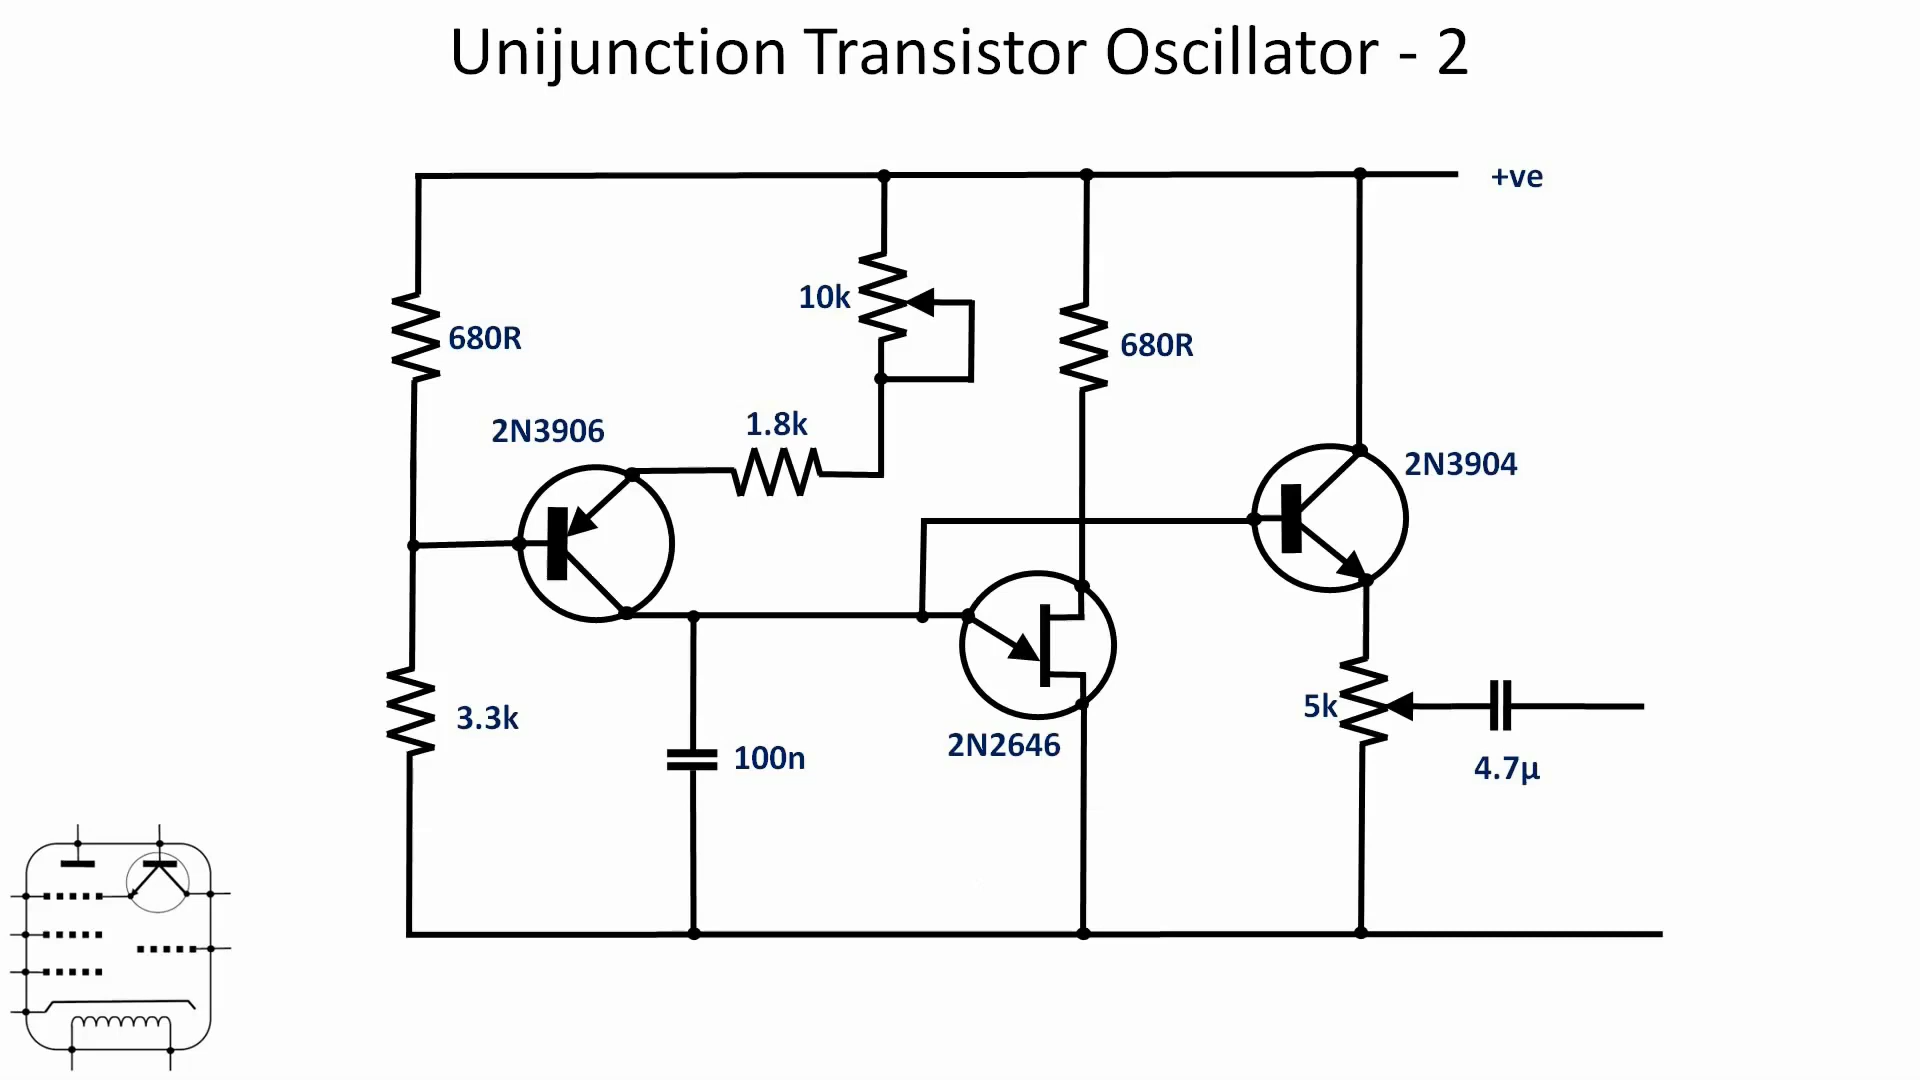 Unijunction Transistor Oscillator - 2
+ve
10k
680R
680R
2N3906
1.8k
2N3904
3.3k
100n
2N2646
5k
4.7µ